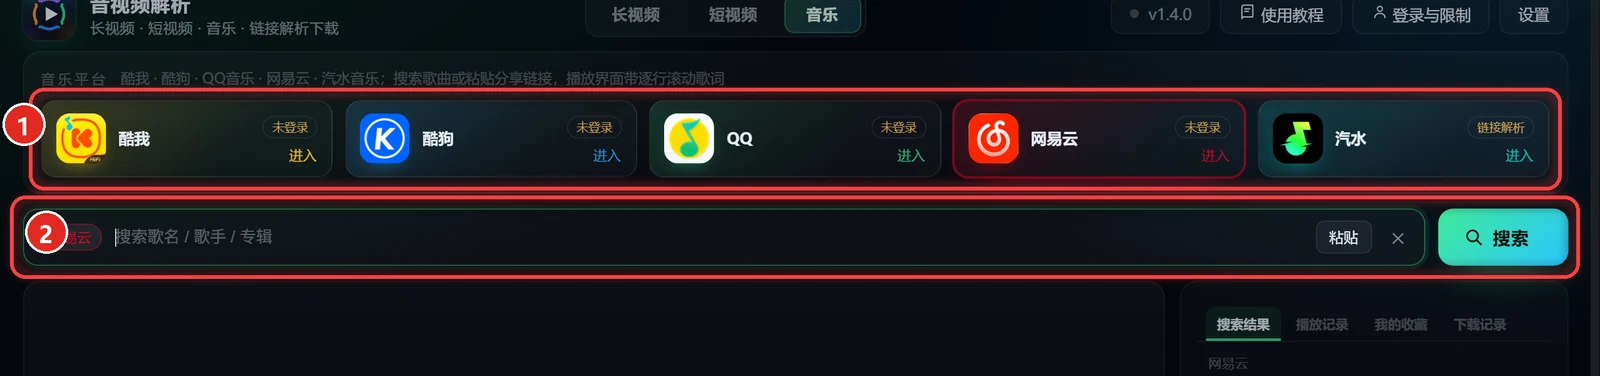 音视频解析
长视频 · 短视频 · 音乐 · 链接解析下载
长视频
短视频
音乐
v1.4.0
使用教程
登录与限制
设置
音乐平台 酷我 · 酷狗 · QQ音乐 · 网易云 · 汽水音乐；搜索歌曲或粘贴分享链接，播放界面带逐行滚动歌词
1
酷我
未登录
进入
酷狗
未登录
进入
QQ
未登录
进入
网易云
未登录
进入
汽水
链接解析
进入
2
易云
搜索歌名 / 歌手 / 专辑
粘贴
搜索
搜索结果
播放记录
我的收藏
下载记录
网易云